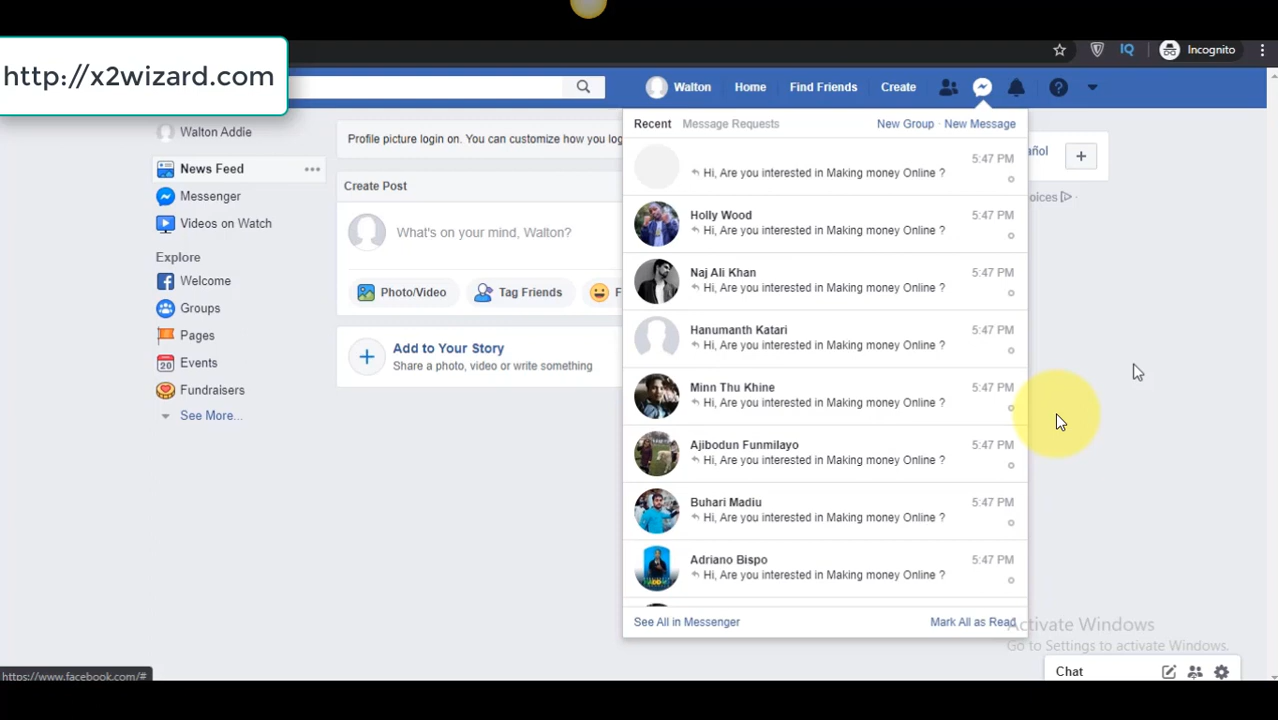 http://x2wizard.com
Incognito
Walton Home Find Friends Create
Walton Addie
News Feed
Messenger
Videos on Watch
Explore
Welcome
Groups
Pages
Events
Fundraisers
See More...
Profile picture login on. You can customize how you log
Create Post
What's on your mind, Walton?
Photo/Video Tag Friends F
Add to Your Story
Share a photo, video or write something
Recent Message Requests New Group · New Message
5:47 PM
Hi, Are you interested in Making money Online ?
Holly Wood 5:47 PM
Hi, Are you interested in Making money Online ?
Naj Ali Khan 5:47 PM
Hi, Are you interested in Making money Online ?
Hanumanth Katari 5:47 PM
Hi, Are you interested in Making money Online ?
Minn Thu Khine 5:47 PM
Hi, Are you interested in Making money Online ?
Ajibodun Funmilayo 5:47 PM
Hi, Are you interested in Making money Online ?
Buhari Madiu 5:47 PM
Hi, Are you interested in Making money Online ?
Adriano Bispo 5:47 PM
Hi, Are you interested in Making money Online ?
See All in Messenger Mark All as Read
añol
oices
Activate Windows
Go to Settings to activate Windows.
Chat
https://www.facebook.com/#
IQ
20